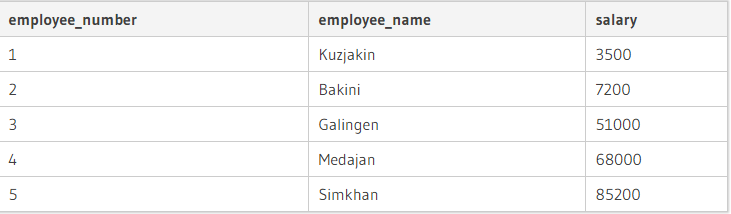 employee_number employee_name salary
1 Kuzjakin 3500
2 Bakini 7200
3 Galingen 51000
4 Medajan 68000
5 Simkhan 85200